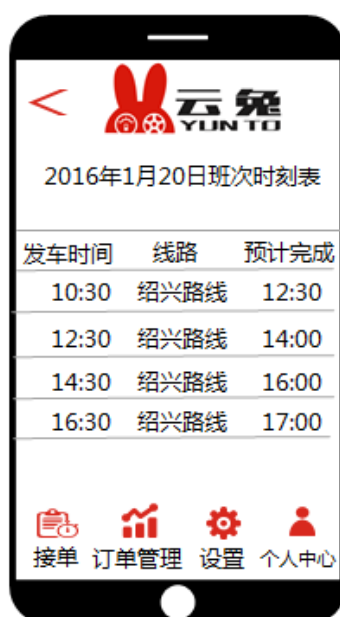 <
云兔
YUNTO
2016年1月20日班次时刻表
发车时间 线路 预计完成
10:30 绍兴路线 12:30
12:30 绍兴路线 14:00
14:30 绍兴路线 16:00
16:30 绍兴路线 17:00
接单 订单管理 设置 个人中心